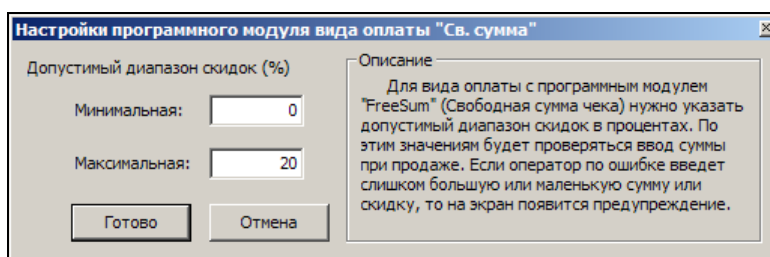 Настройки программного модуля вида оплаты "Св. сумма"
Допустимый диапазон скидок (%)
Минимальная: 0
Максимальная: 20
Готово Отмена
Описание
Для вида оплаты с программным модулем
"FreeSum" (Свободная сумма чека) нужно указать
допустимый диапазон скидок в процентах. По
этим значениям будет проверяться ввод суммы
при продаже. Если оператор по ошибке введет
слишком большую или маленькую сумму или
скидку, то на экран появится предупреждение.